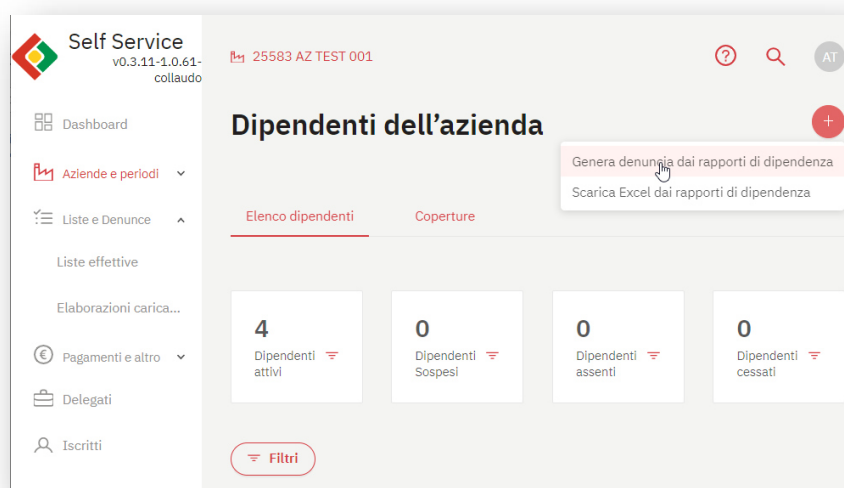 Self Service
v0.3.11-1.0.61-
collaudo
25583 AZ TEST 001
AT
Dashboard
Aziende e periodi
Liste e Denunce
Liste effettive
Elaborazioni carica...
Pagamenti e altro
Delegati
Iscritti
Dipendenti dell’azienda
+
Genera denuncia dai rapporti di dipendenza
Scarica Excel dai rapporti di dipendenza
Elenco dipendenti
Coperture
4
Dipendenti
attivi
0
Dipendenti
Sospesi
0
Dipendenti
assenti
0
Dipendenti
cessati
Filtri